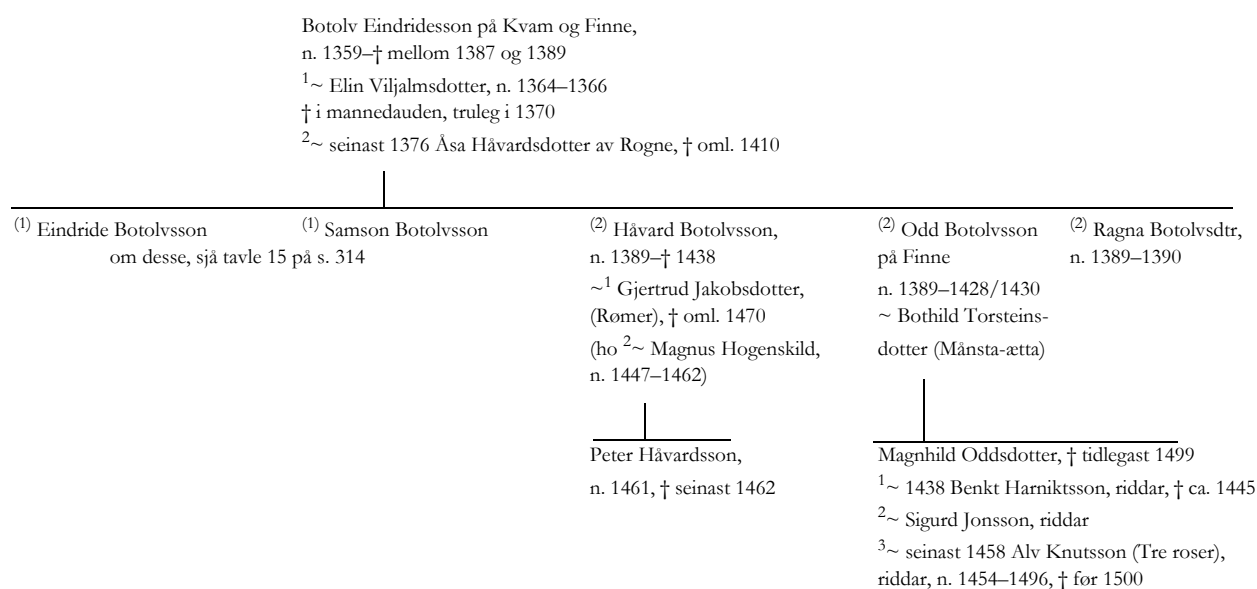 Botolv Eindridesson på Kvam og Finne,
n. 1359–† mellom 1387 og 1389
1~ Elin Viljalmsdotter, n. 1364–1366
† i mannedauden, truleg i 1370
2~ seinast 1376 Åsa Håvardsdotter av Rogne, † oml. 1410
(1) Eindride Botolvsson
(1) Samson Botolvsson
om desse, sjå tavle 15 på s. 314
(2) Håvard Botolvsson,
n. 1389–† 1438
~1 Gjertrud Jakobsdotter,
(Rømer), † oml. 1470
(ho 2~ Magnus Hogenskild,
n. 1447–1462)
(2) Odd Botolvsson
på Finne
n. 1389–1428/1430
~ Bothild Torsteins-
dotter (Månsta-ætta)
(2) Ragna Botolvsdtr,
n. 1389–1390
Peter Håvardsson,
n. 1461, † seinast 1462
Magnhild Oddsdotter, † tidlegast 1499
1~ 1438 Benkt Harniktsson, riddar, † ca. 1445
2~ Sigurd Jonsson, riddar
3~ seinast 1458 Alv Knutsson (Tre roser),
riddar, n. 1454–1496, † før 1500